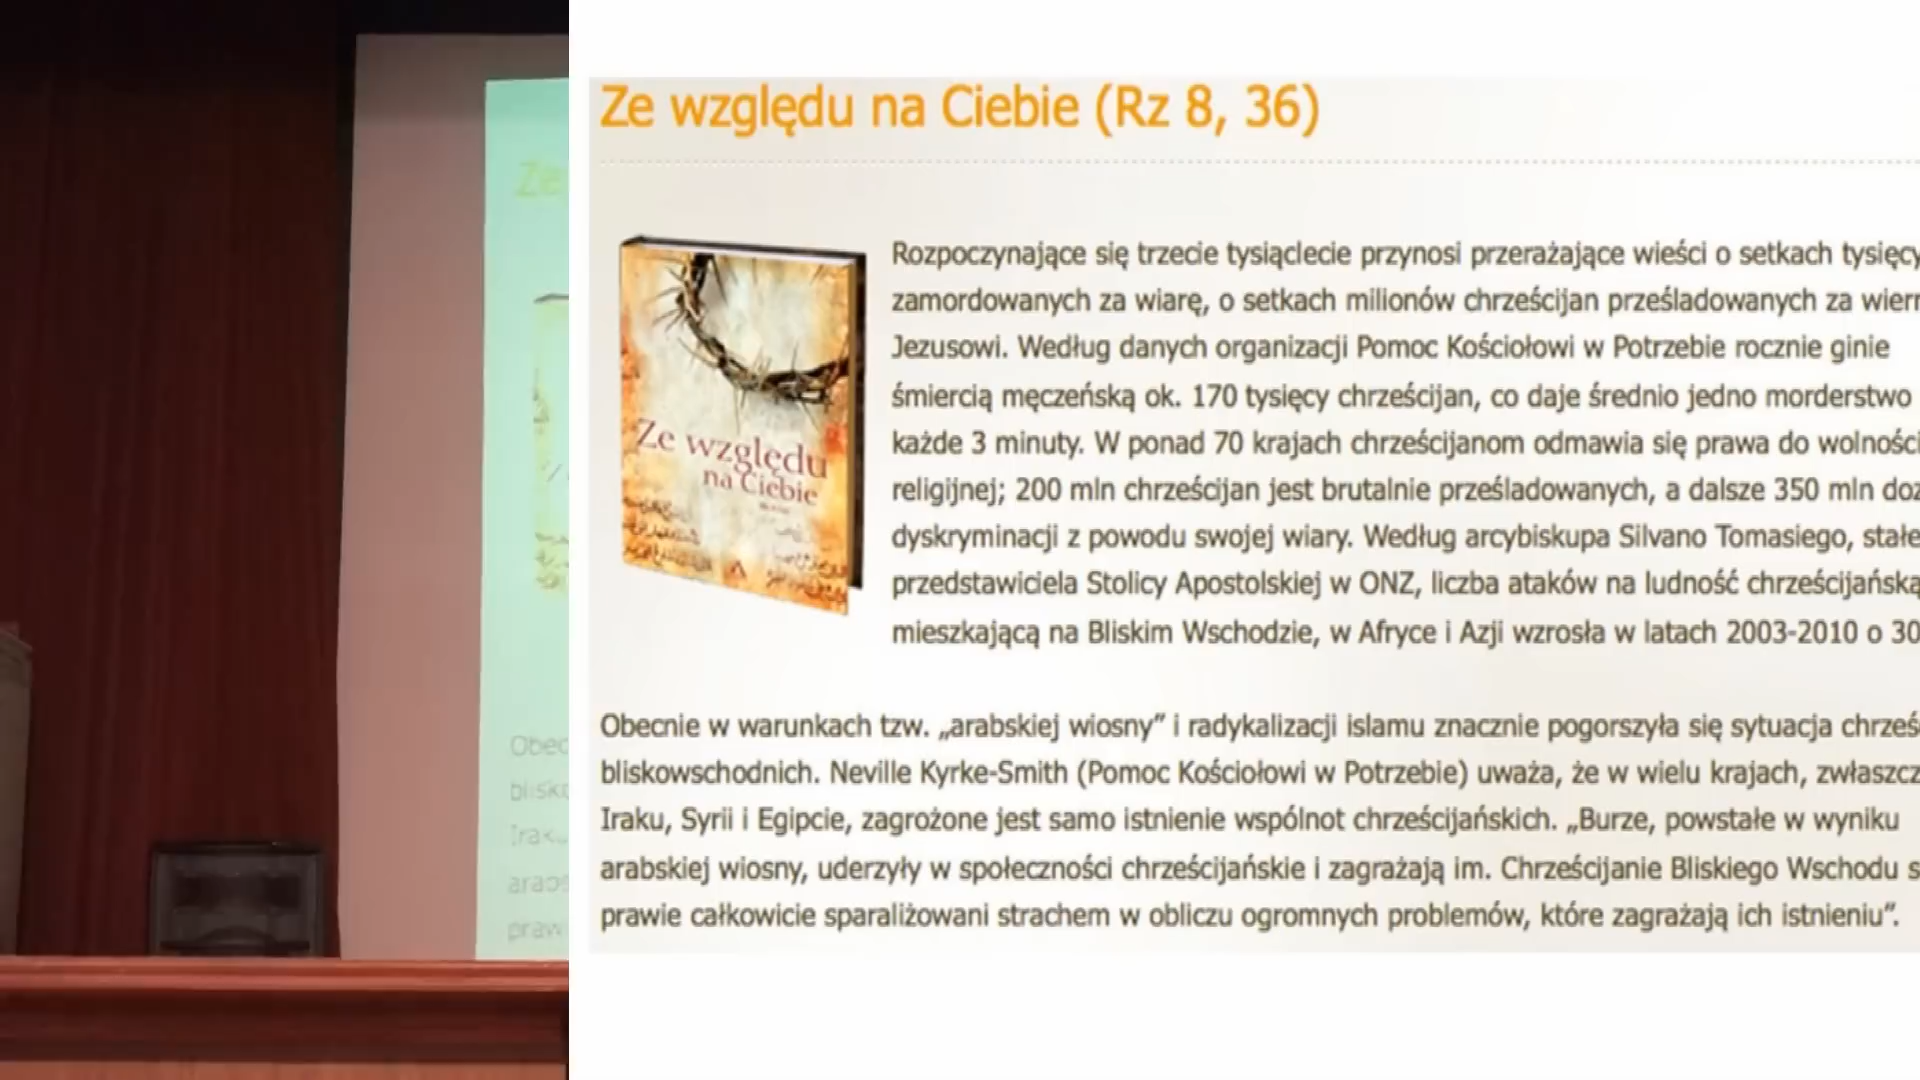 Ze względu na Ciebie (Rz 8, 36)
Rozpoczynające się trzecie tysiąclecie przynosi przerażające wieści o setkach tysięcy
zamordowanych za wiarę, o setkach milionów chrześcijan prześladowanych za
Jezusowi. Według danych organizacji Pomoc Kościołowi w Potrzebie rocznie ginie
śmiercią męczeńską ok. 170 tysięcy chrześcijan, co daje średnio jedno morderstwo
każde 3 minuty. W ponad 70 krajach chrześcijanom odmawia się prawa do wolności
religijnej; 200 mln chrześcijan jest brutalnie prześladowanych, a dalsze 350 mln
dyskryminacji z powodu swojej wiary. Według arcybiskupa Silvano Tomasiego,
przedstawiciela Stolicy Apostolskiej w ONZ, liczba ataków na ludność chrześcijańską
mieszkającą na Bliskim Wschodzie, w Afryce i Azji wzrosła w latach 2003-2010 o
Ze względu
na Ciebie
Obecnie w warunkach tzw. „arabskiej wiosny” i radykalizacji islamu znacznie pogorszyła się sytuacja
bliskowschodnich. Neville Kyrke-Smith (Pomoc Kościołowi w Potrzebie) uważa, że w wielu krajach,
Iraku, Syrii i Egipcie, zagrożone jest samo istnienie wspólnot chrześcijańskich. „Burze, powstałe w wyniku
arabskiej wiosny, uderzyły w społeczności chrześcijańskie i zagrażają im. Chrześcijanie Bliskiego Wschodu
prawie całkowicie sparaliżowani strachem w obliczu ogromnych problemów, które zagrażają ich istnieniu”.